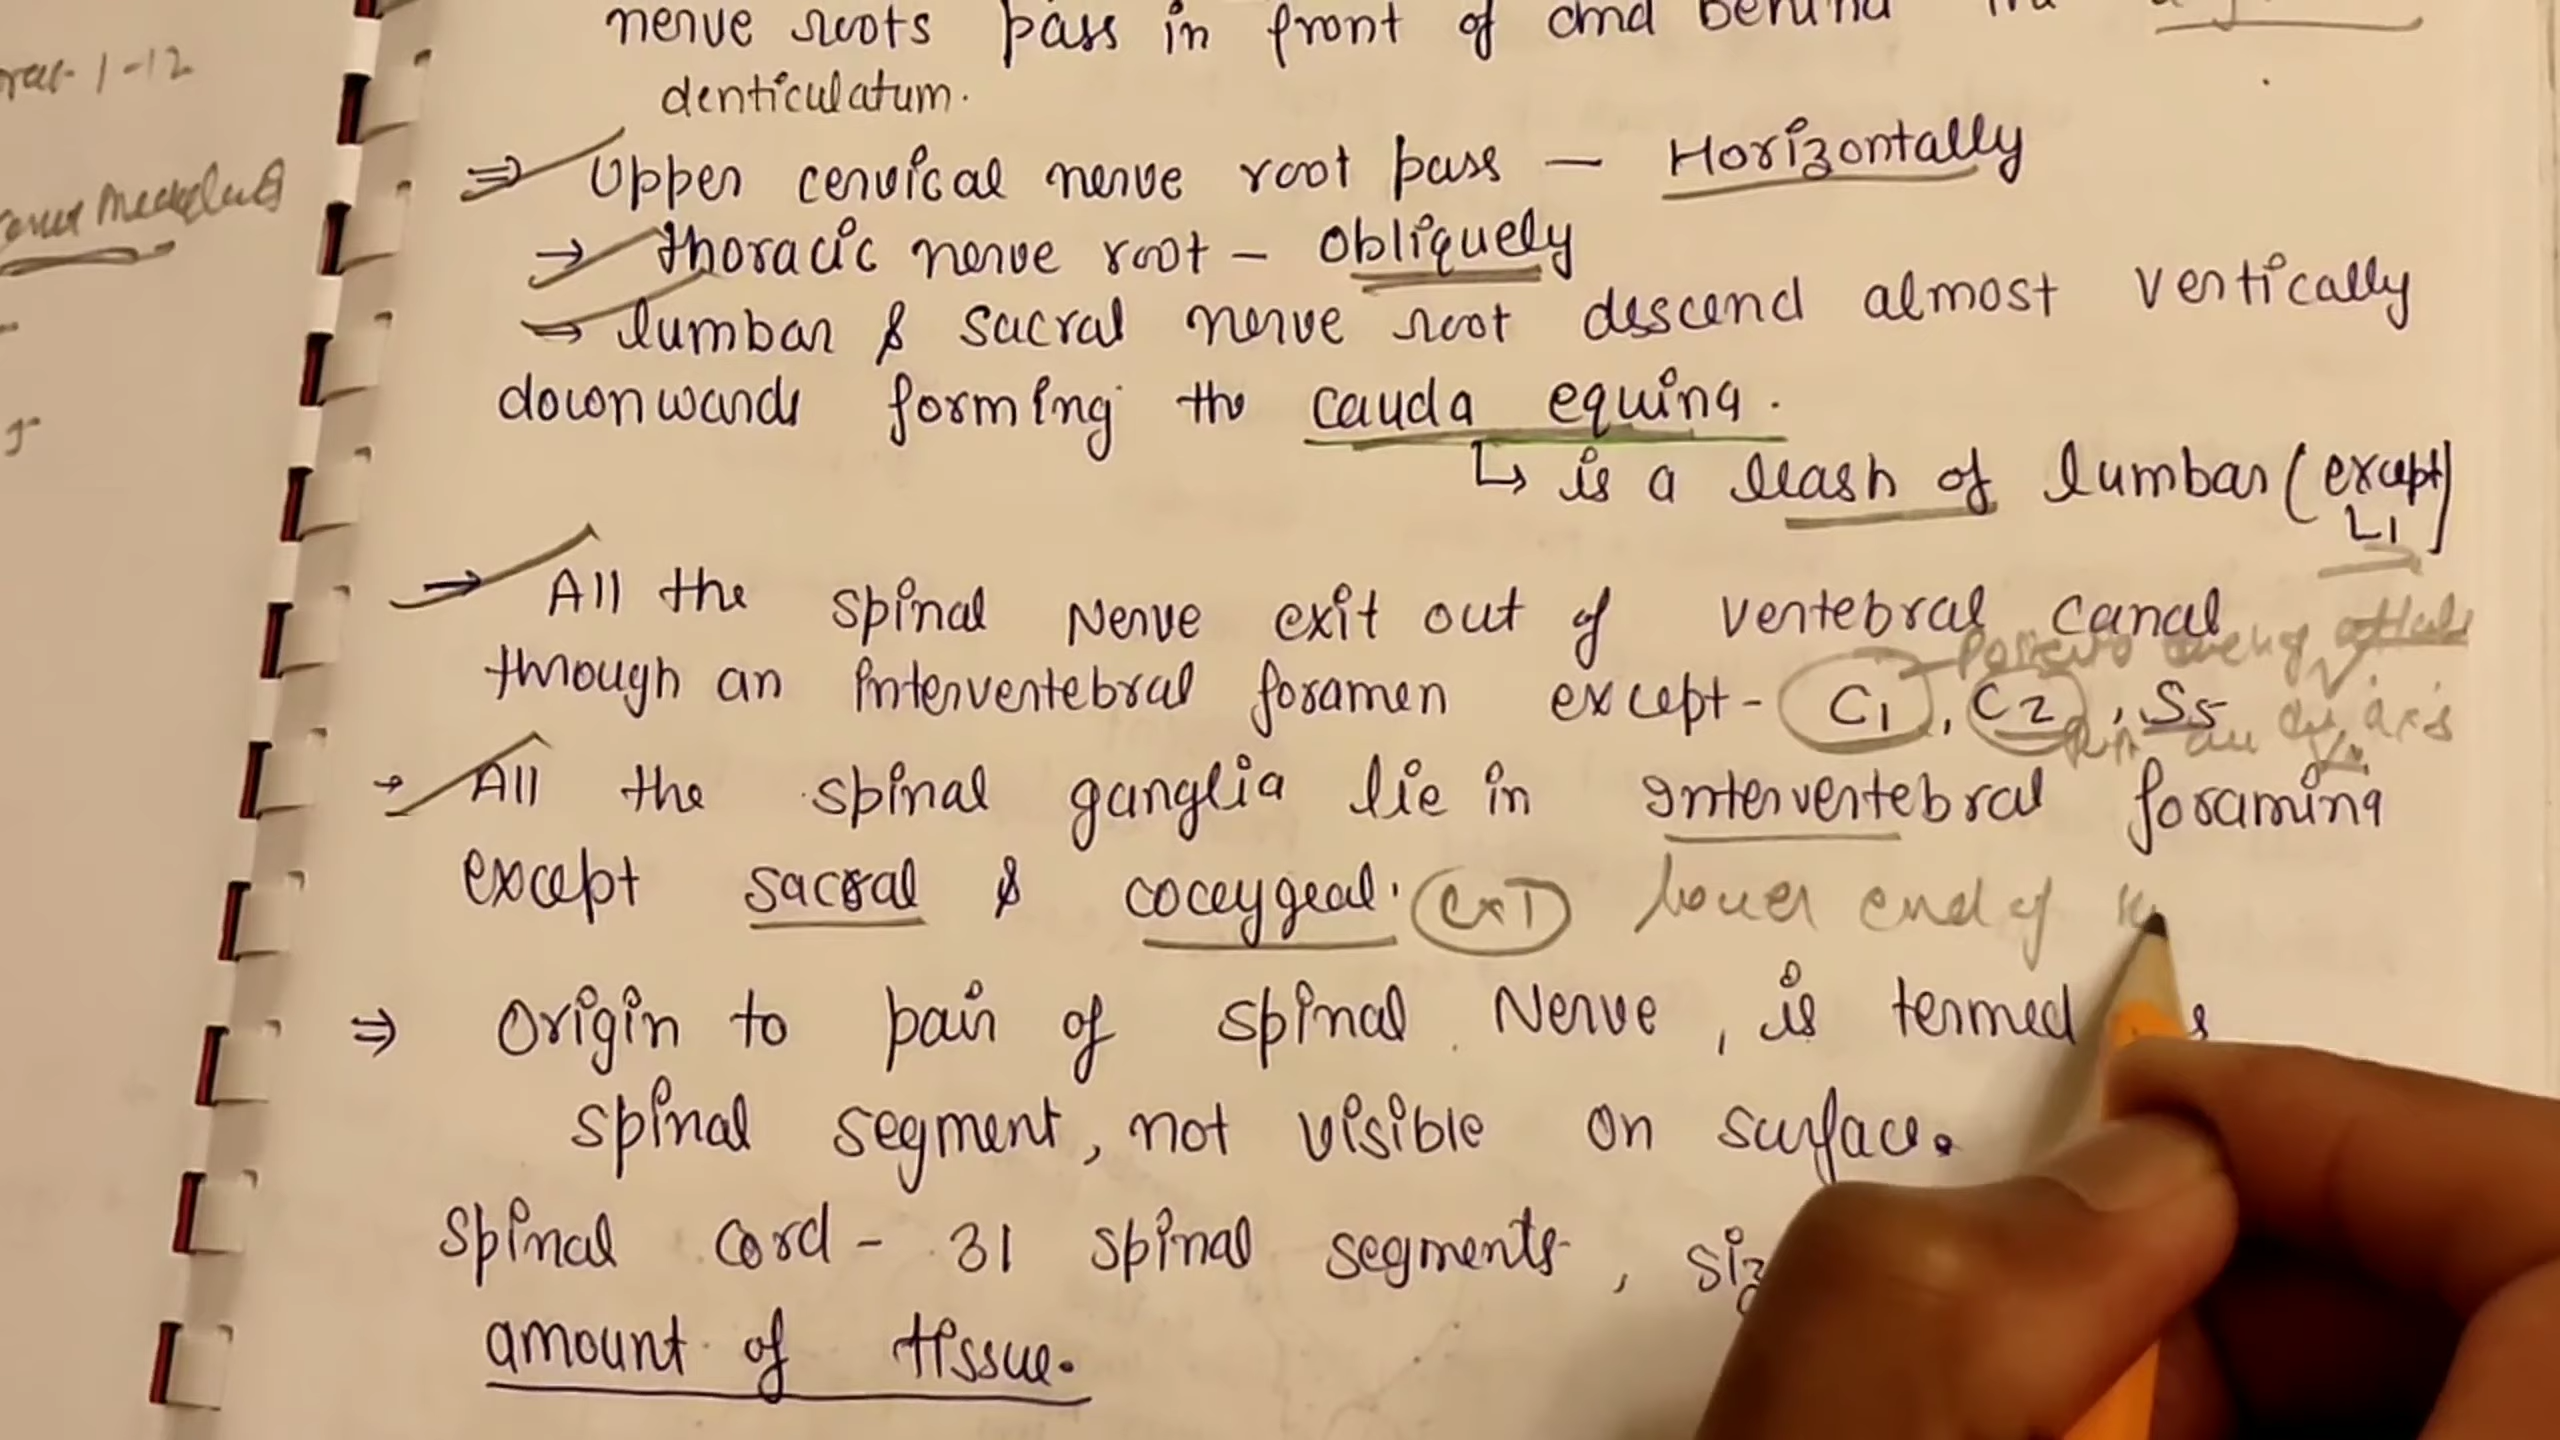 nerve roots pass in front of and behind
denticulatum.
⇒ Upper cervical nerve root pass — Horizontally
→ thoracic nerve root - obliquely
⇒ lumbar & sacral nerve root descend almost vertically
downwards forming the cauda equina.
↳ is a leash of lumbar (except L1)
→ All the spinal Nerve exit out of vertebral canal
through an intervertebral foramen except - C1, C2, S5
→ All the spinal ganglia lie in Intervertebral foramina
except sacral & coccygeal. lower end of
⇒ Origin to pair of spinal Nerve, is termed
spinal segment, not visible on surface.
spinal cord - 31 spinal segments,
amount of tissue.
1-12